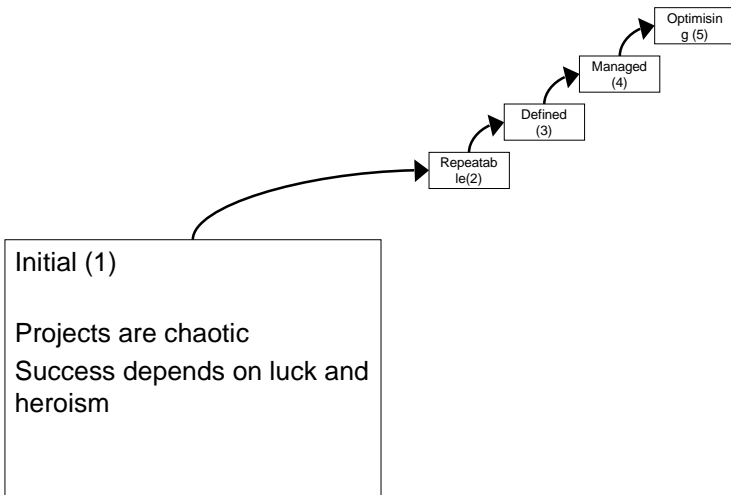 Optimisin
g (5)
Managed
(4)
Defined
(3)
Repeatab
le(2)
Initial (1)
Projects are chaotic
Success depends on luck and
heroism